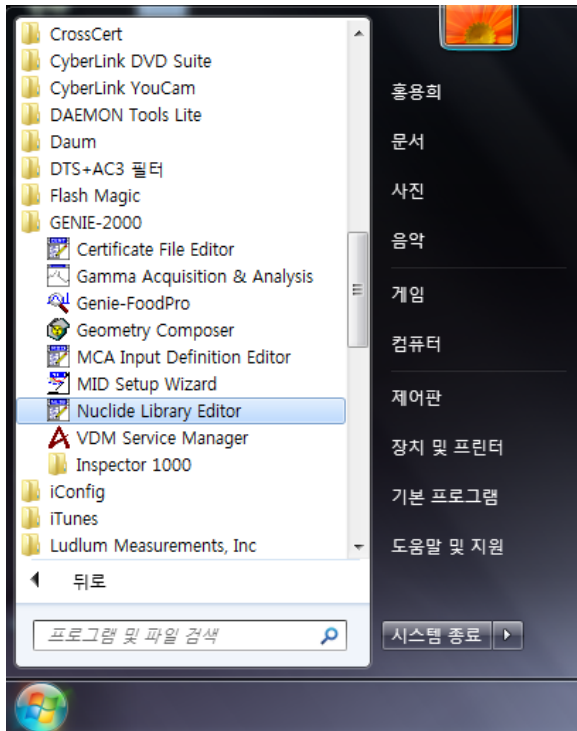 CrossCert
CyberLink DVD Suite
CyberLink YouCam
DAEMON Tools Lite
Daum
DTS+AC3 필터
Flash Magic
GENIE-2000
Certificate File Editor
Gamma Acquisition & Analysis
Genie-FoodPro
Geometry Composer
MCA Input Definition Editor
MID Setup Wizard
Nuclide Library Editor
VDM Service Manager
Inspector 1000
iConfig
iTunes
Ludlum Measurements, Inc
뒤로
프로그램 및 파일 검색
홍용희
문서
사진
음악
게임
컴퓨터
제어판
장치 및 프린터
기본 프로그램
도움말 및 지원
시스템 종료